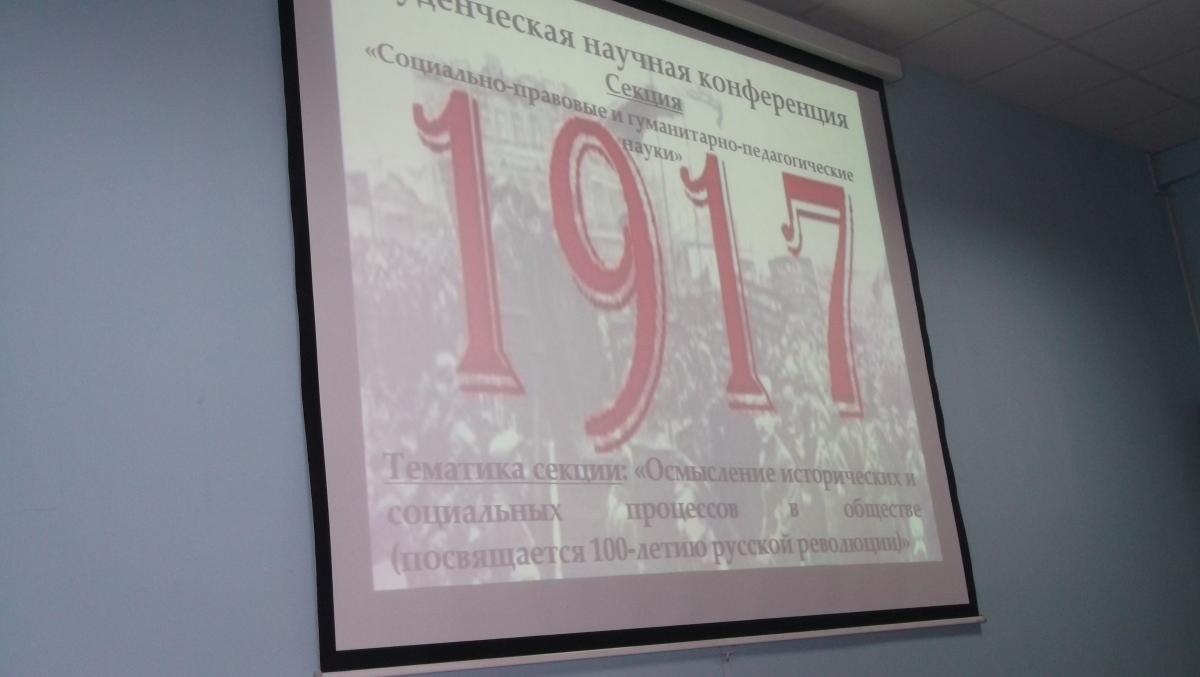 уденческая научная конференция
Секция
«Социально-правовые и гуманитарно-педагогические
науки»
1917
Тематика секции: «Осмысление исторических и
социальных процессов в обществе
(посвящается 100-летию русской революции)»